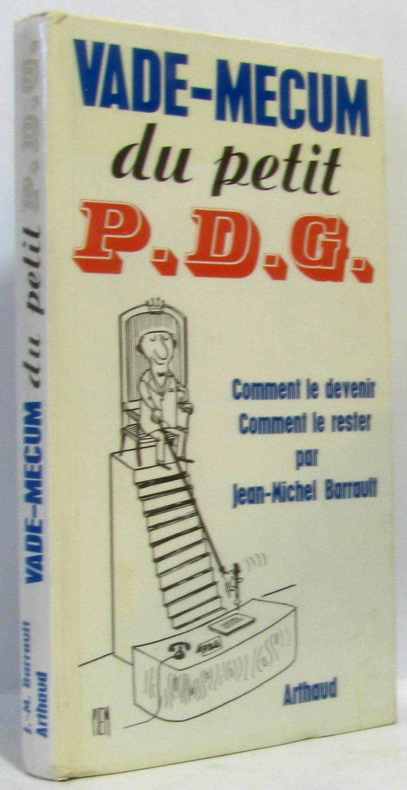 VADE-MECUM
du petit
P.D.G.
Comment le devenir
Comment le rester
par
Jean-Michel Barrault
Arthaud
J.-M. Barrault
Arthaud
VADE-MECUM du petit P.D.G.